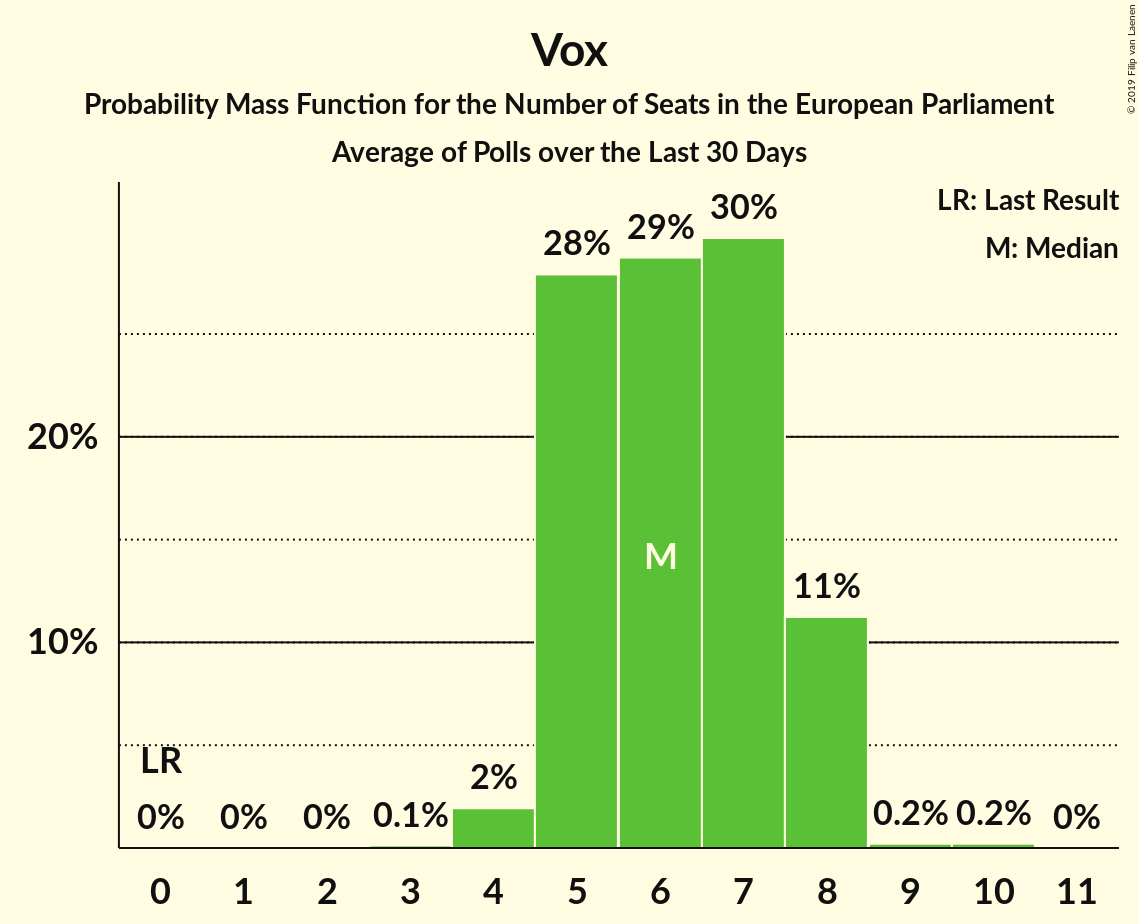 © 2019 Filip van Laenen
Vox
Probability Mass Function for the Number of Seats in the European Parliament
Average of Polls over the Last 30 Days
LR: Last Result
M: Median
28% 29% 30%
20%
M
11%
10%
LR
0% 0% 0% 0.1% 2% 0.2% 0.2% 0%
0 1 2 3 4 5 6 7 8 9 10 11